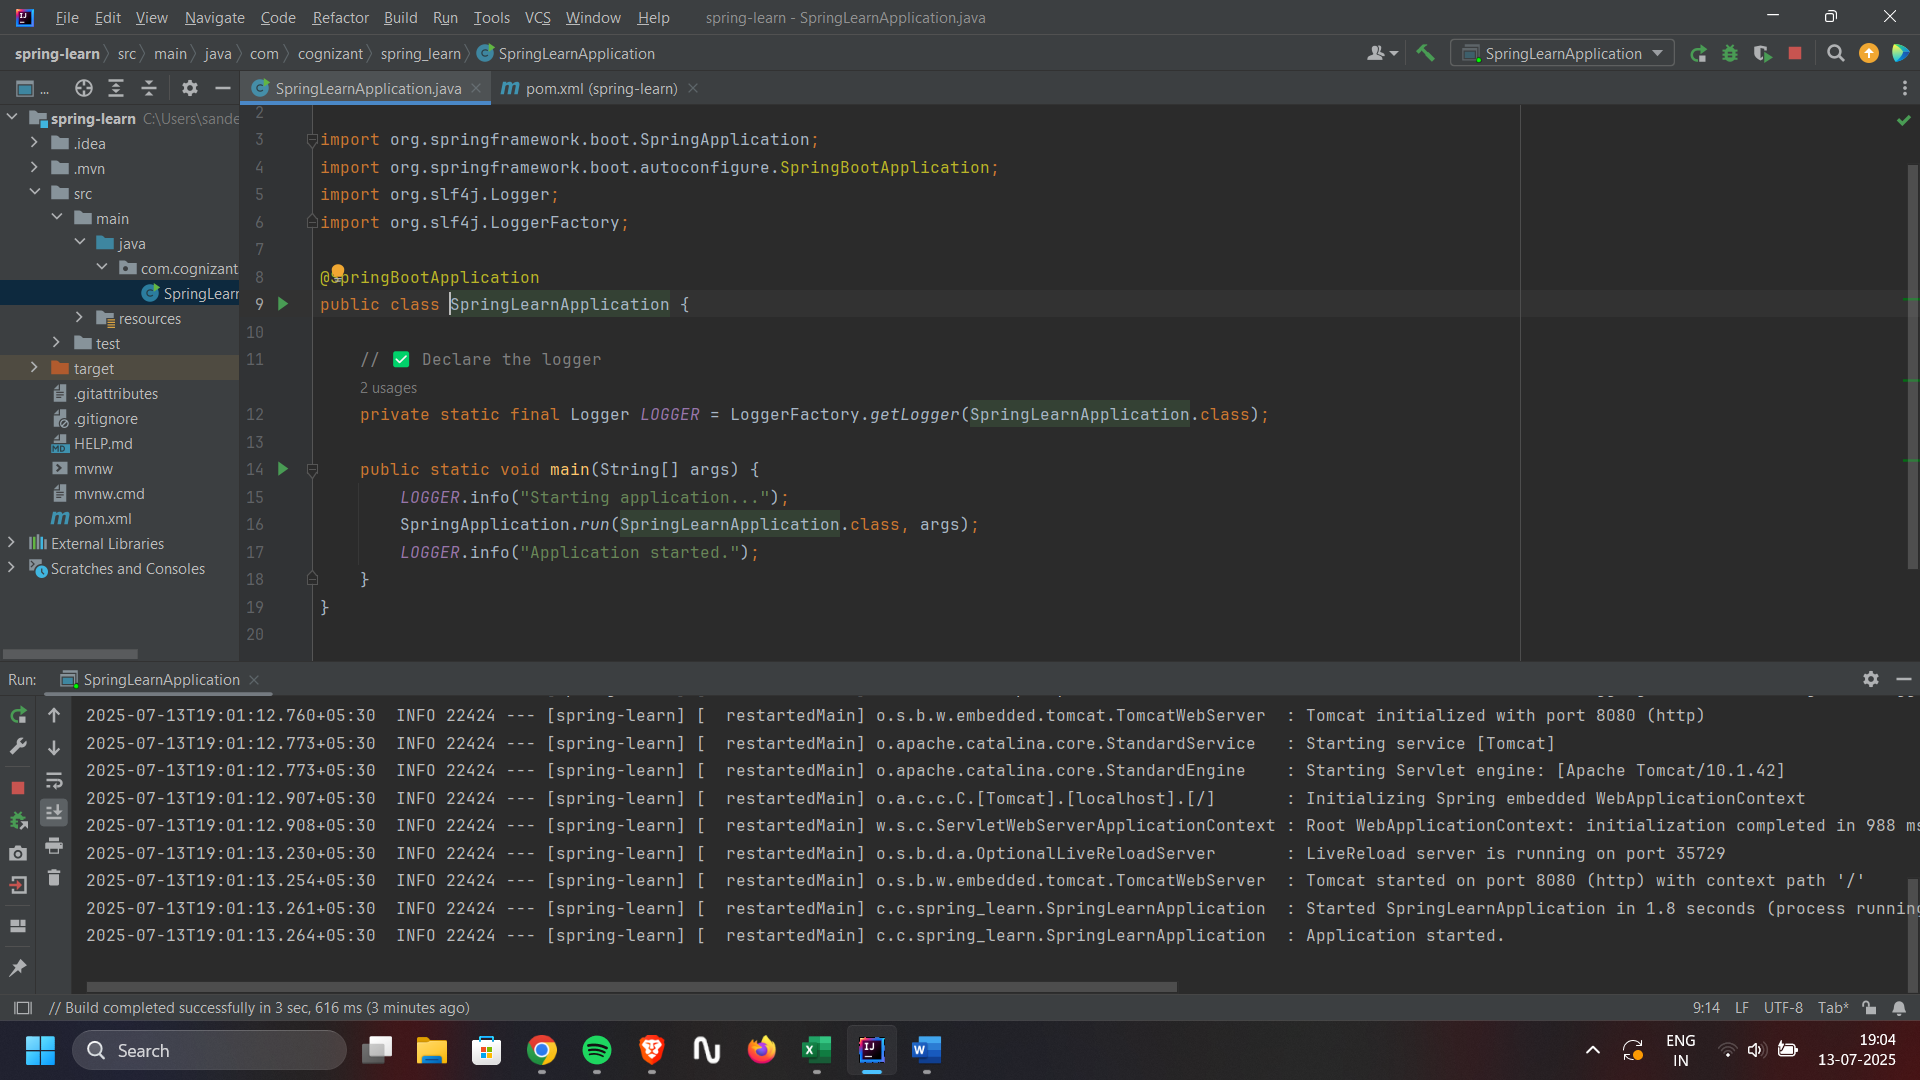 File Edit View Navigate Code Refactor Build Run Tools VCS Window Help spring-learn - SpringLearnApplication.java
spring-learn src main java com cognizant spring_learn SpringLearnApplication SpringLearnApplication
... SpringLearnApplication.java pom.xml (spring-learn)
spring-learn C:\Users\sande
.idea
.mvn
src
main
java
com.cognizant
SpringLearn
resources
test
target
.gitattributes
.gitignore
HELP.md
mvnw
mvnw.cmd
pom.xml
External Libraries
Scratches and Consoles
2
3 import org.springframework.boot.SpringApplication;
4 import org.springframework.boot.autoconfigure.SpringBootApplication;
5 import org.slf4j.Logger;
6 import org.slf4j.LoggerFactory;
7
8 @SpringBootApplication
9 public class SpringLearnApplication {
10
11 // ✅ Declare the logger
2 usages
12 private static final Logger LOGGER = LoggerFactory.getLogger(SpringLearnApplication.class);
13
14 public static void main(String[] args) {
15 LOGGER.info("Starting application...");
16 SpringApplication.run(SpringLearnApplication.class, args);
17 LOGGER.info("Application started.");
18 }
19 }
20
Run: SpringLearnApplication
2025-07-13T19:01:12.760+05:30 INFO 22424 --- [spring-learn] [ restartedMain] o.s.b.w.embedded.tomcat.TomcatWebServer : Tomcat initialized with port 8080 (http)
2025-07-13T19:01:12.773+05:30 INFO 22424 --- [spring-learn] [ restartedMain] o.apache.catalina.core.StandardService : Starting service [Tomcat]
2025-07-13T19:01:12.773+05:30 INFO 22424 --- [spring-learn] [ restartedMain] o.apache.catalina.core.StandardEngine : Starting Servlet engine: [Apache Tomcat/10.1.42]
2025-07-13T19:01:12.907+05:30 INFO 22424 --- [spring-learn] [ restartedMain] o.a.c.c.C.[Tomcat].[localhost].[/] : Initializing Spring embedded WebApplicationContext
2025-07-13T19:01:12.908+05:30 INFO 22424 --- [spring-learn] [ restartedMain] w.s.c.ServletWebServerApplicationContext : Root WebApplicationContext: initialization completed in 988 ms
2025-07-13T19:01:13.230+05:30 INFO 22424 --- [spring-learn] [ restartedMain] o.s.b.d.a.OptionalLiveReloadServer : LiveReload server is running on port 35729
2025-07-13T19:01:13.254+05:30 INFO 22424 --- [spring-learn] [ restartedMain] o.s.b.w.embedded.tomcat.TomcatWebServer : Tomcat started on port 8080 (http) with context path '/'
2025-07-13T19:01:13.261+05:30 INFO 22424 --- [spring-learn] [ restartedMain] c.c.spring_learn.SpringLearnApplication : Started SpringLearnApplication in 1.8 seconds (process running
2025-07-13T19:01:13.264+05:30 INFO 22424 --- [spring-learn] [ restartedMain] c.c.spring_learn.SpringLearnApplication : Application started.
// Build completed successfully in 3 sec, 616 ms (3 minutes ago) 9:14 LF UTF-8 Tab*
Search
ENG
IN
19:04
13-07-2025